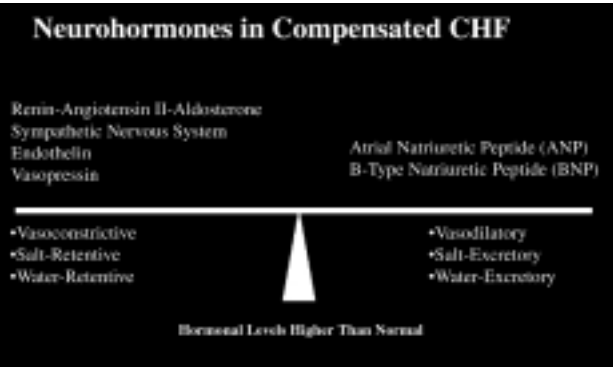 Neurohormones in Compensated CHF
Renin-Angiotensin II-Aldosterone
Sympathetic Nervous System
Endothelin
Vasopressin
Atrial Natriuretic Peptide (ANP)
B-Type Natriuretic Peptide (BNP)
•Vasoconstrictive
•Salt-Retentive
•Water-Retentive
•Vasodilatory
•Salt-Excretory
•Water-Excretory
Hormonal Levels Higher Than Normal